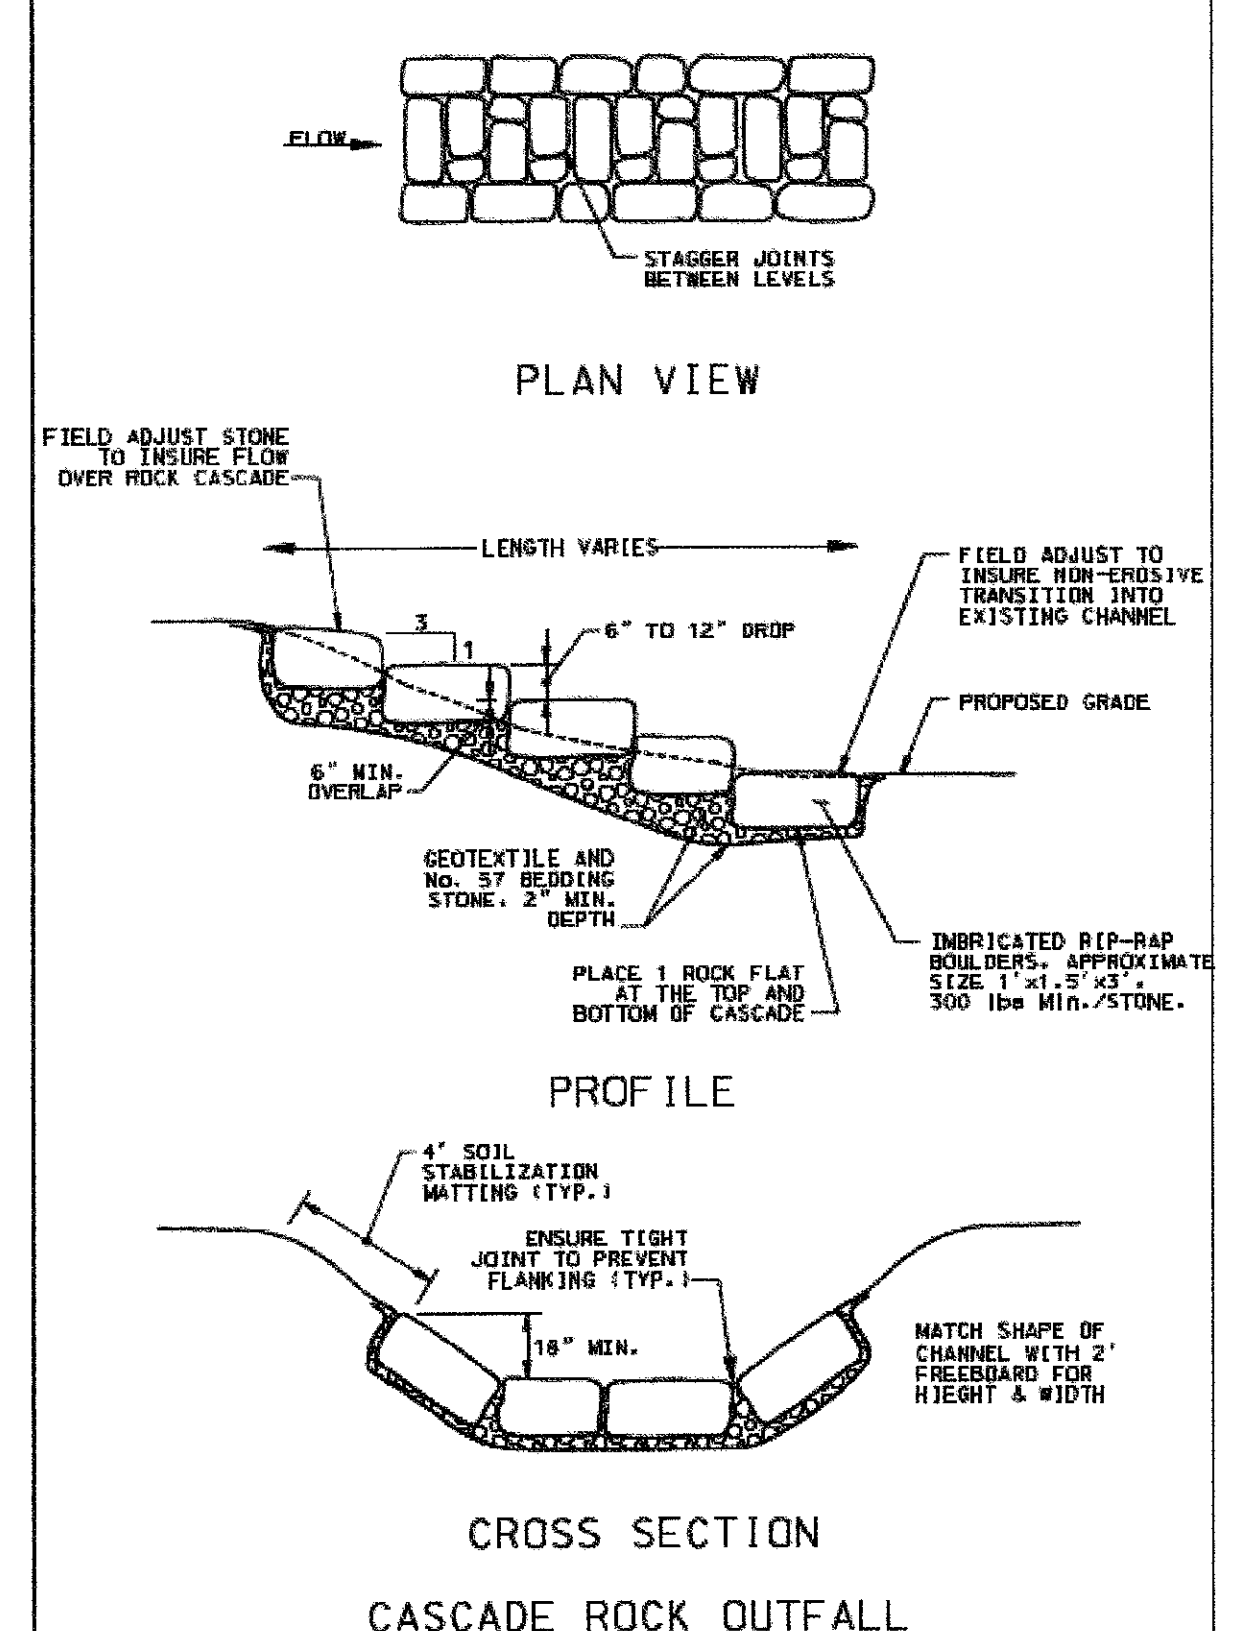 FLOW
STAGGER JOINTS
BETWEEN LEVELS
PLAN VIEW
FIELD ADJUST STONE
TO INSURE FLOW
OVER ROCK CASCADE
LENGTH VARIES
FIELD ADJUST TO
INSURE NON-EROSIVE
TRANSITION INTO
EXISTING CHANNEL
3
1
6" TO 12" DROP
PROPOSED GRADE
6" MIN.
OVERLAP
GEOTEXTILE AND
No. 57 BEDDING
STONE. 2" MIN.
DEPTH
IMBRICATED RIP-RAP
BOULDERS. APPROXIMATE
SIZE 1'x1.5'x3'.
300 lbs Min./STONE.
PLACE 1 ROCK FLAT
AT THE TOP AND
BOTTOM OF CASCADE
PROFILE
4' SOIL
STABILIZATION
MATTING (TYP.)
ENSURE TIGHT
JOINT TO PREVENT
FLANKING (TYP.)
18" MIN.
MATCH SHAPE OF
CHANNEL WITH 2'
FREEBOARD FOR
HIEGHT & WIDTH
CROSS SECTION
CASCADE ROCK OUTFALL